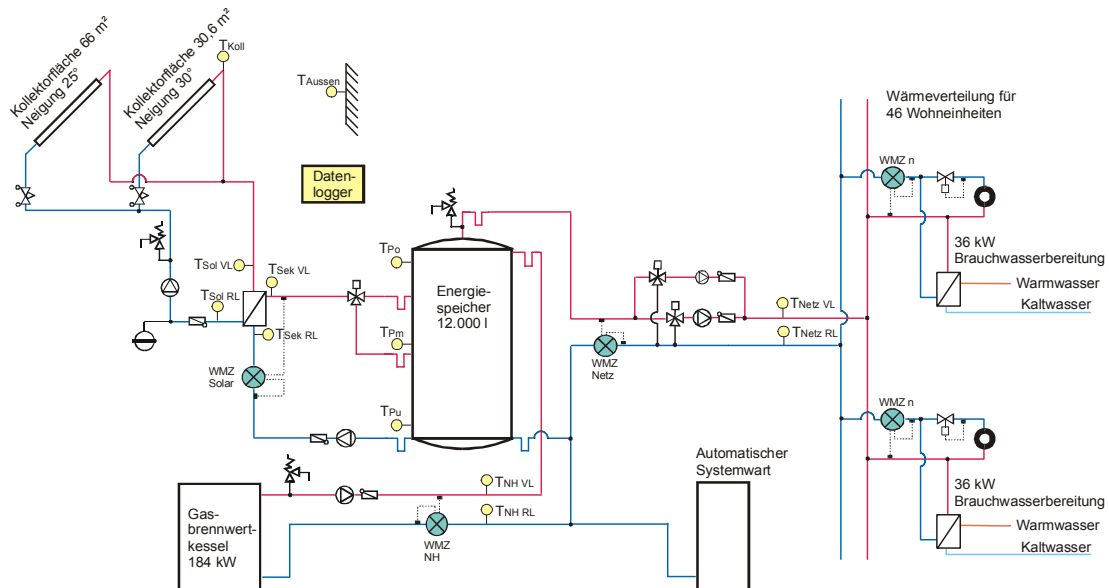 Kollektorfläche 66 m²
Neigung 25°
Kollektorfläche 30,6 m²
Neigung 30°
TKoll
TAussen
Daten-
logger
Wärmeverteilung für
46 Wohneinheiten
WMZ n
36 kW
Brauchwasserbereitung
Warmwasser
Kaltwasser
TSol VL
TSek VL
TSol RL
TSek RL
WMZ
Solar
TPo
TPm
TPu
Energie-
speicher
12.000 l
WMZ
Netz
TNetz VL
TNetz RL
WMZ n
36 kW
Brauchwasserbereitung
Warmwasser
Kaltwasser
Automatischer
Systemwart
TNH VL
TNH RL
WMZ
NH
Gas-
brennwert-
kessel
184 kW